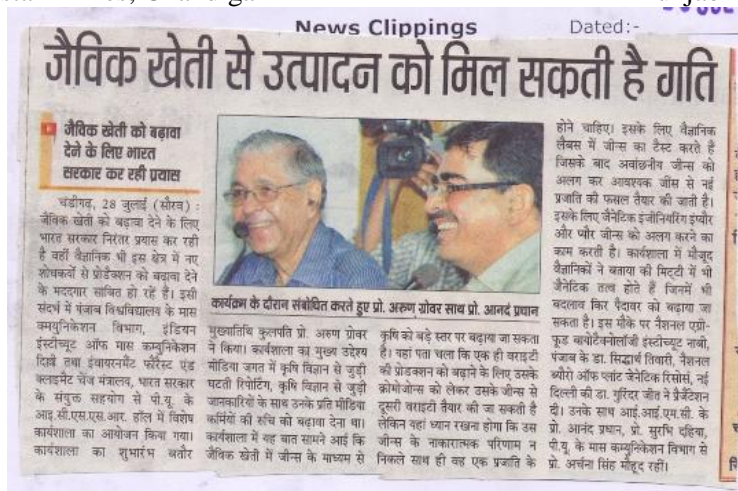 News Clippings
Dated:-
जैविक खेती से उत्पादन को मिल सकती है गति
जैविक खेती को बढ़ावा
देने के लिए भारत
सरकार कर रही प्रयास
चंडीगढ़, 28 जुलाई (सौरव) :
जैविक खेती को बढ़ावा देने के लिए
भारत सरकार निरंतर प्रयास कर रही
है वहीं वैज्ञानिक भी इस क्षेत्र में नए
शोधकार्यों से प्रोडैक्शन को बढ़ावा देने
के मददगार साबित हो रहे हैं। इसी
संदर्भ में पंजाब विश्वविद्यालय के मास
कम्युनिकेशन विभाग, इंडियन
इंस्टीच्यूट ऑफ मास कम्युनिकेशन
दिल्ली तथा इंवायरनमेंट फॉरैस्ट एंड
क्लाइमेट चेंज मंत्रालय, भारत सरकार
के संयुक्त सहयोग से पी.यू. के
आइ.सी.एस.एस.आर. हॉल में विशेष
कार्यशाला का आयोजन किया गया।
कार्यशाला का शुभारंभ बतौर
कार्यक्रम के दौरान संबोधित करते हुए प्रो. अरुण ग्रोवर साथ प्रो. आनदं प्रधान
मुख्यातिथि कुलपति प्रो. अरुण ग्रोवर
ने किया। कार्यशाला का मुख्य उद्देश्य
मीडिया जगत में कृषि विज्ञान से जुड़ी
घटती रिपोर्टिंग, कृषि विज्ञान से जुड़ी
जानकारियों के साथ उनके प्रति मीडिया
कर्मियों की रुचि को बढ़ावा देना था।
कार्यशाला में यह बात सामने आई कि
जैविक खेती में जीन्स के माध्यम से
कृषि को बड़े स्तर पर बढ़ाया जा सकता
है। यहां पता चला कि एक ही वराइटी
की प्रोडक्शन को बढ़ाने के लिए उसके
क्रोमोजोन्स को लेकर उसके जीन्स से
दूसरी वराइटी तैयार की जा सकती है
लेकिन यहां ध्यान रखना होगा कि उस
जीन्स के नाकारात्मक परिणाम न
निकले साथ ही वह एक प्रजाति के
होने चाहिए। इसके लिए वैज्ञानिक
लैबस में जीन्स का टैस्ट करते हैं
जिसके बाद अवांछनीय जीन्स को
अलग कर आवश्यक जींस से नई
प्रजाति की फसल तैयार की जाती है।
इसके लिए जैनेटिक इंजीनियरिंग इंप्यौर
और प्यौर जीन्स को अलग करने का
काम करती है। कार्यशाला में मौजूद
वैज्ञानिकों ने बताया की मिट्टी में भी
जैनेटिक तत्व होते हैं जिनमें भी
बदलाव किर पैदावर को बढ़ाया जा
सकता है। इस मौके पर नैशनल एग्री-
फूड बायोटैक्नोलॉजी इंस्टीच्यूट नाबी,
पंजाब के डा. सिद्धार्थ तिवारी, नैशनल
ब्यौरो ऑफ प्लांट जेनेटिक रिसोर्स, नई
दिल्ली की डा. गुरिंदर जीत ने प्रैजैंटेशन
दी। उनके साथ आई.आई.एम.सी. के
प्रो. आनंद प्रधान, प्रो. सुरभि दहिया,
पी.यू. के मास कम्युनिकेशन विभाग से
प्रो. अर्चना सिंह मौहूद रहीं।